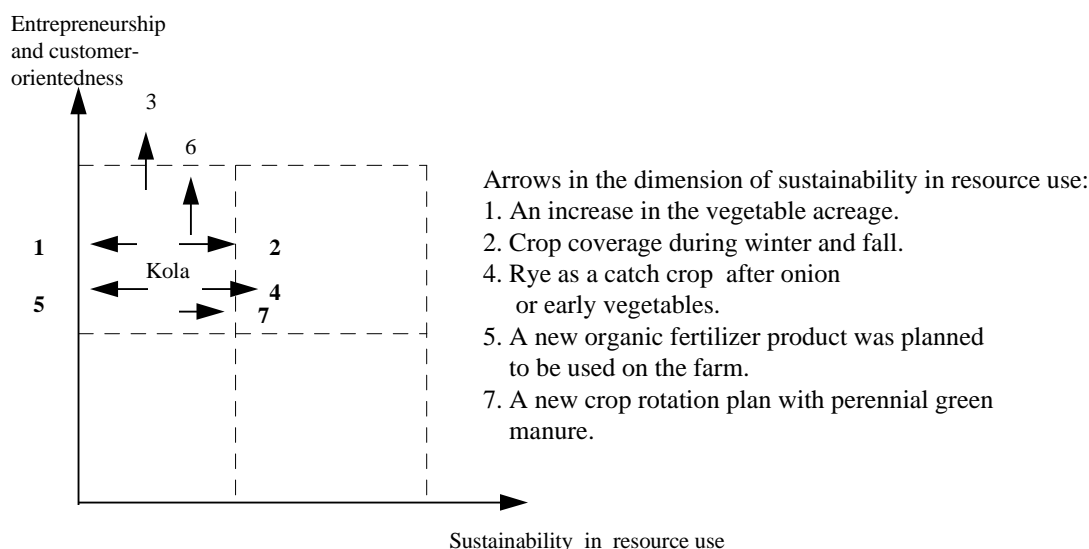 Entrepreneurship
and customer-
orientedness
3
6
1
2
Kola
4
5
7
Arrows in the dimension of sustainability in resource use:
1. An increase in the vegetable acreage.
2. Crop coverage during winter and fall.
4. Rye as a catch crop after onion
or early vegetables.
5. A new organic fertilizer product was planned
to be used on the farm.
7. A new crop rotation plan with perennial green
manure.
Sustainability in resource use